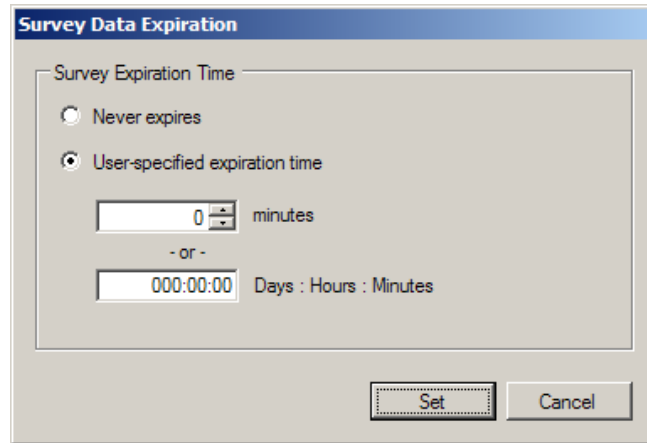 Survey Data Expiration
Survey Expiration Time
Never expires
User-specified expiration time
0 minutes
- or -
000:00:00 Days : Hours : Minutes
Set Cancel